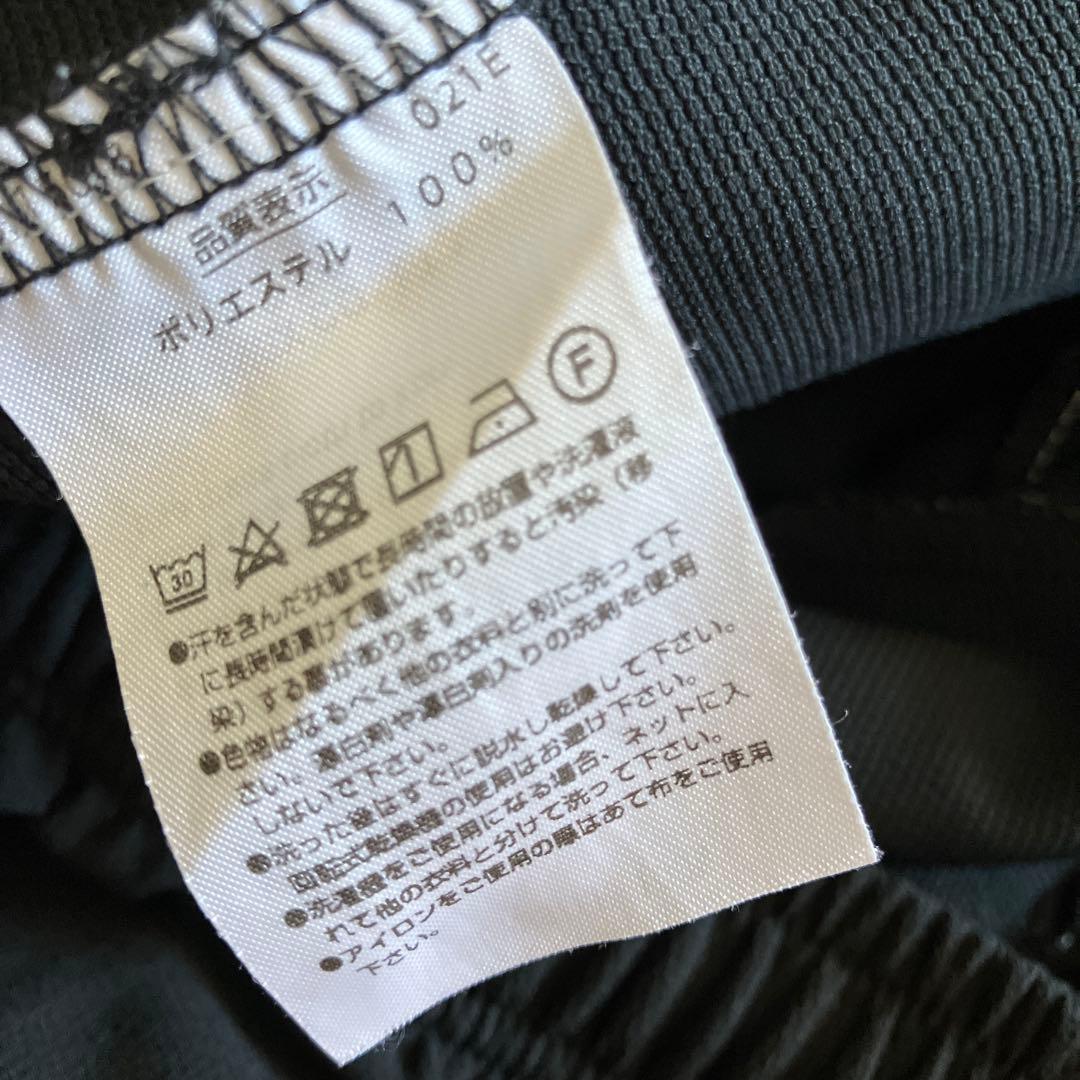 021E
品質表示
ポリエステル 100%
30
F
●汗を含んだ状態で長時間の放置や洗濯液
に長時間漬けて置いたりすると汚染(移
染)する事があります。
●色物はなるべく他の衣料と別に洗って下
さい。漂白剤や漂白剤入りの洗剤を使用
しないで下さい。
●洗った後はすぐに脱水し乾燥して下さい。
回転式乾燥機の使用はお避け下さい。
●洗濯機をご使用になる場合、ネットに入
れて他の衣料と分けて洗って下さい。
●アイロンをご使用の際はあて布をご使用
下さい。